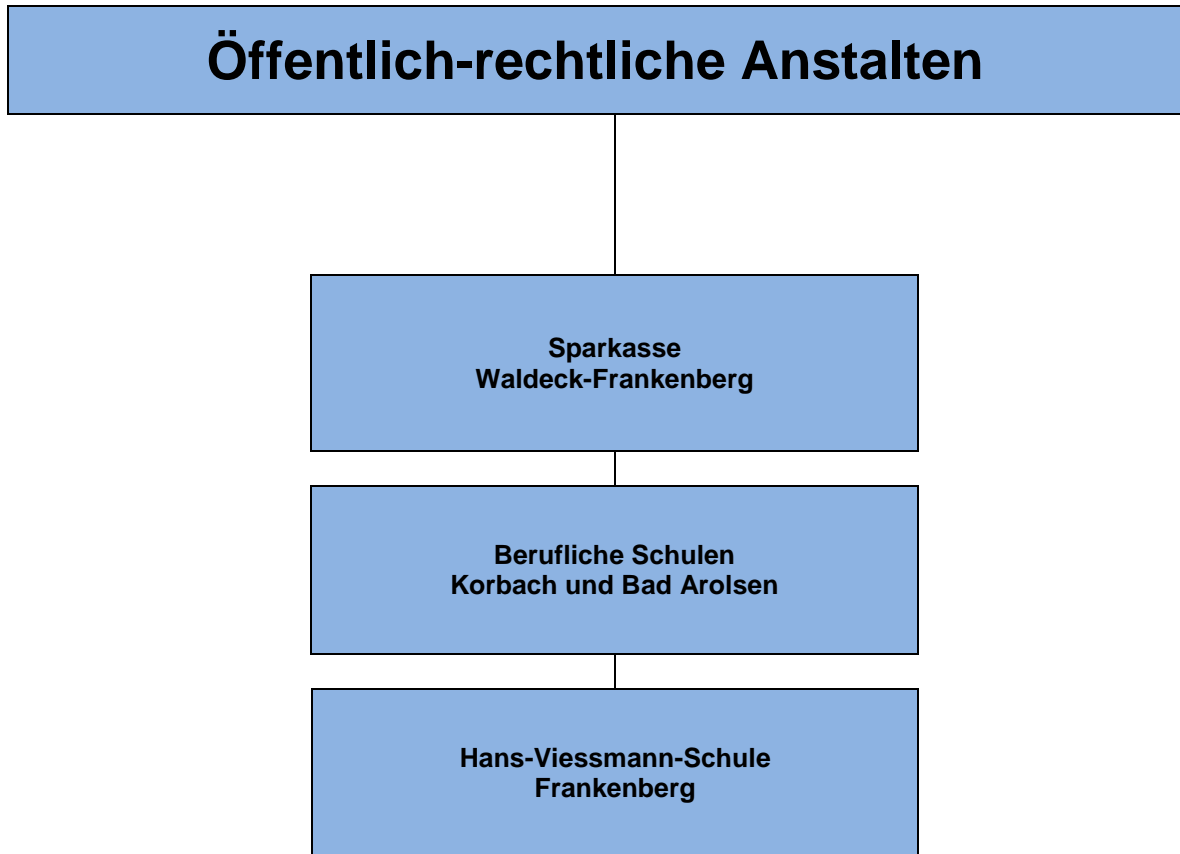 Öffentlich-rechtliche Anstalten
Sparkasse
Waldeck-Frankenberg
Berufliche Schulen
Korbach und Bad Arolsen
Hans-Viessmann-Schule
Frankenberg